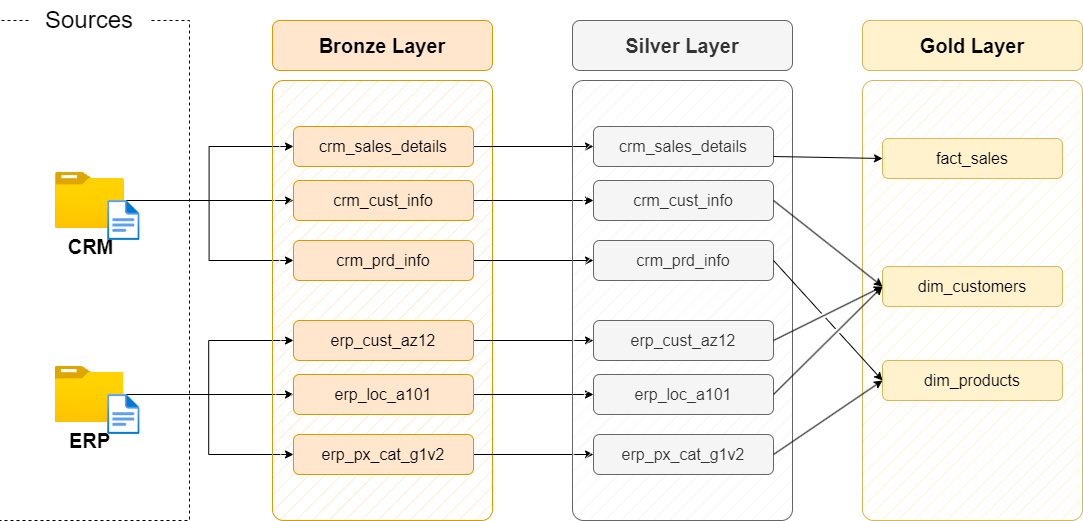 Sources
Bronze Layer
Silver Layer
Gold Layer
CRM
ERP
crm_sales_details
crm_cust_info
crm_prd_info
erp_cust_az12
erp_loc_a101
erp_px_cat_g1v2
crm_sales_details
crm_cust_info
crm_prd_info
erp_cust_az12
erp_loc_a101
erp_px_cat_g1v2
fact_sales
dim_customers
dim_products